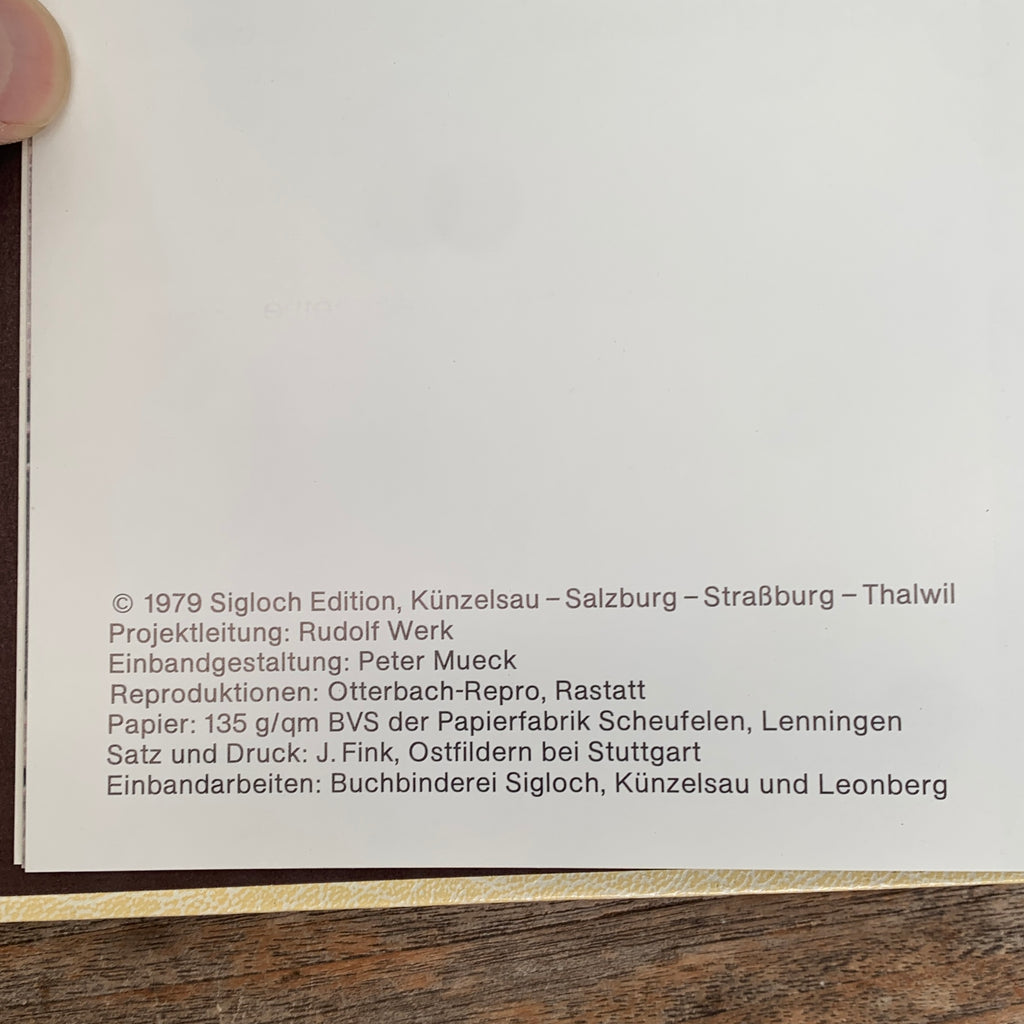 © 1979 Sigloch Edition, Künzelsau – Salzburg – Straßburg – Thalwil
Projektleitung: Rudolf Werk
Einbandgestaltung: Peter Mueck
Reproduktionen: Otterbach-Repro, Rastatt
Papier: 135 g/qm BVS der Papierfabrik Scheufelen, Lenningen
Satz und Druck: J. Fink, Ostfildern bei Stuttgart
Einbandarbeiten: Buchbinderei Sigloch, Künzelsau und Leonberg